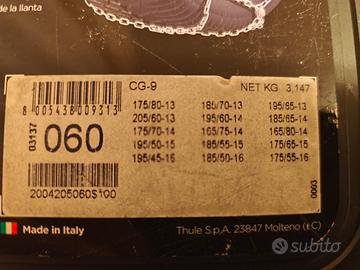 de la llanta
CG-9 NET KG 3,147
8 005438 009313
03137
060
175/80-13 185/70-13 195/65-13
205/60-13 195/60-14 185/65-14
175/70-14 165/75-14 165/80-14
195/50-15 185/55-15 175/65-15
195/45-16 185/50-16 175/55-16
2004205060$100
0003
Made in Italy
Thule S.p.A. 23847 Molteno (LC)
subito